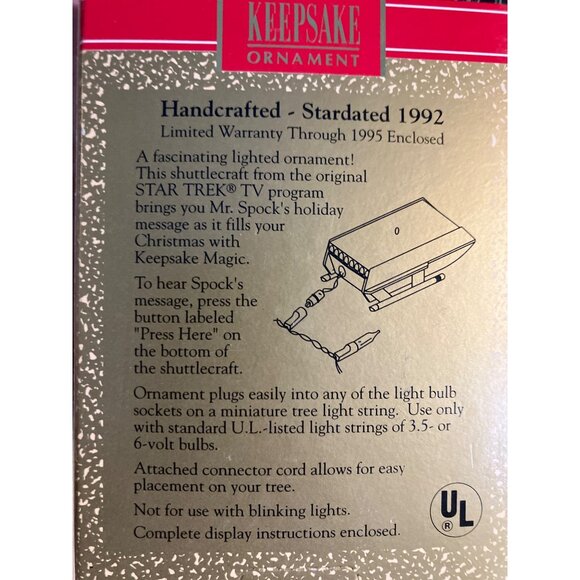 KEEPSAKE
ORNAMENT
Handcrafted - Stardated 1992
Limited Warranty Through 1995 Enclosed
A fascinating lighted ornament!
This shuttlecraft from the original
STAR TREK® TV program
brings you Mr. Spock's holiday
message as it fills your
Christmas with
Keepsake Magic.
To hear Spock's
message, press the
button labeled
"Press Here" on
the bottom of
the shuttlecraft.
Ornament plugs easily into any of the light bulb
sockets on a miniature tree light string. Use only
with standard U.L.-listed light strings of 3.5- or
6-volt bulbs.
Attached connector cord allows for easy
placement on your tree.
Not for use with blinking lights.
Complete display instructions enclosed.
UL
®